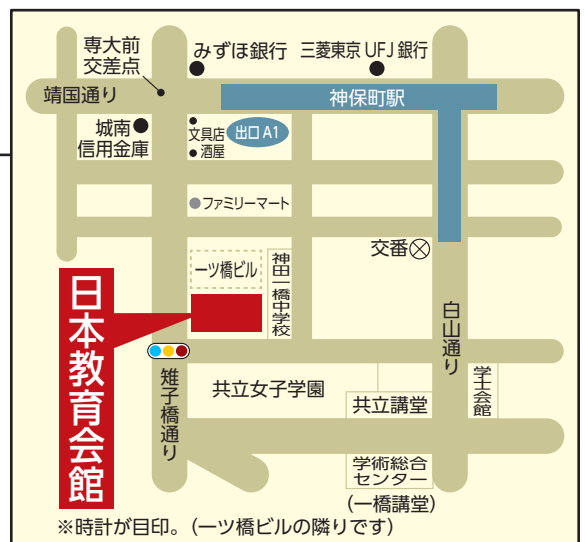 専大前
交差点
みずほ銀行
三菱東京UFJ銀行
靖国通り
神保町駅
城南
信用金庫
文具店
酒屋
出口A1
ファミリーマート
交番
一ツ橋ビル
神田一橋中学校
日本教育会館
白山通り
雉子橋通り
共立女子学園
共立講堂
学士会館
学術総合
センター
(一橋講堂)
※時計が目印。(一ツ橋ビルの隣りです)